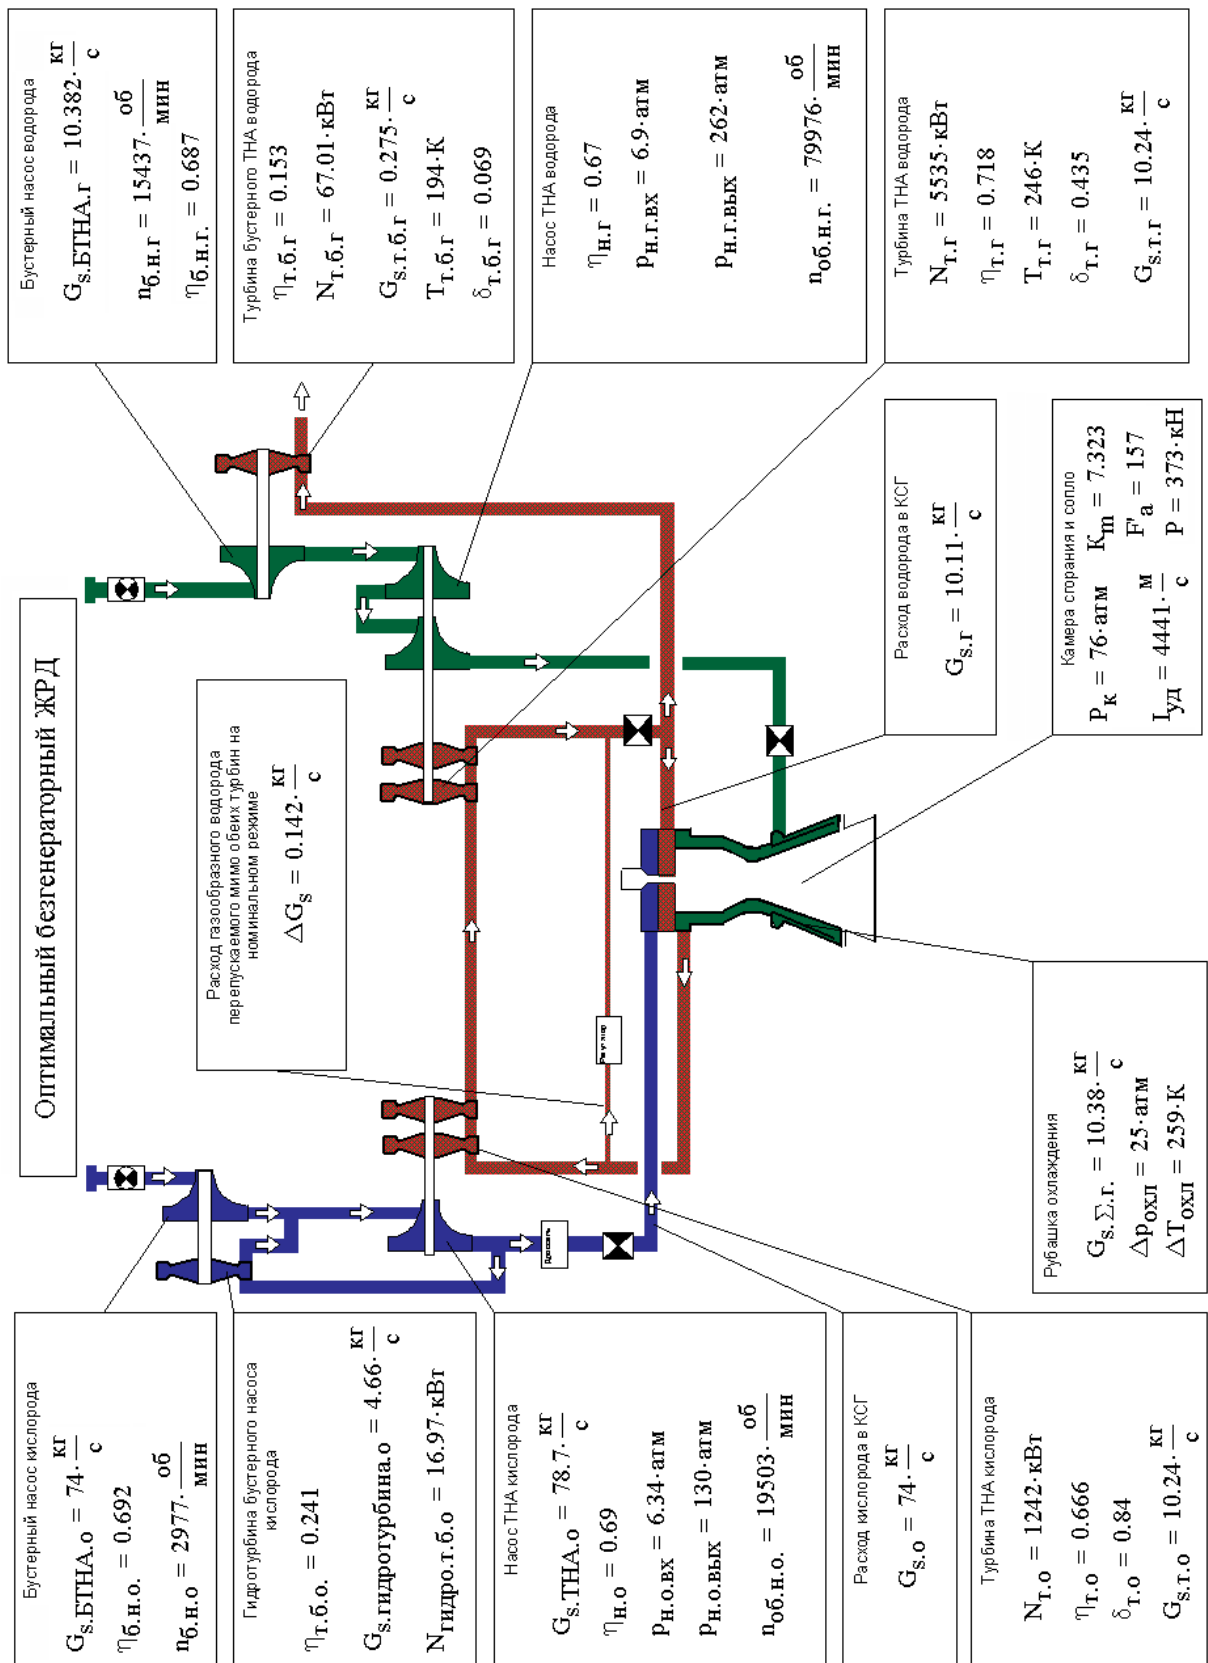 Оптимальный безгенераторный ЖРД
Бустерный насос кислорода
G_s.БТНА.о = 74·кг/с
η_б.н.о. = 0.692
n_б.н.о = 2977·об/мин
Гидротурбина бустерного насоса
кислорода
η_т.б.о. = 0.241
G_s.гидротурбина.о = 4.66·кг/с
N_гидро.т.б.о = 16.97·кВт
Насос ТНА кислорода
G_s.ТНА.о = 78.7·кг/с
η_н.о = 0.69
p_н.о.вх = 6.34·атм
p_н.о.вых = 130·атм
n_об.н.о. = 19503·об/мин
Расход кислорода в КСГ
G_s.о = 74·кг/с
Турбина ТНА кислорода
N_т.о = 1242·кВт
η_т.о = 0.666
δ_т.о = 0.84
G_s.т.о = 10.24·кг/с
Расход газообразного водорода
перепускаемого мимо обеих турбин на
номинальном режиме
ΔG_s = 0.142·кг/с
Дроссель
Рубашка охлаждения
G_s.Σ.г. = 10.38·кг/с
Δp_охл = 25·атм
ΔT_охл = 259·К
Бустерный насос водорода
G_s.БТНА.г = 10.382·кг/с
n_б.н.г = 15437·об/мин
η_б.н.г. = 0.687
Турбина бустерного ТНА водорода
η_т.б.г = 0.153
N_т.б.г = 67.01·кВт
G_s.т.б.г = 0.275·кг/с
T_т.б.г = 194·К
δ_т.б.г = 0.069
Насос ТНА водорода
η_н.г = 0.67
p_н.г.вх = 6.9·атм
p_н.г.вых = 262·атм
n_об.н.г. = 79976·об/мин
Турбина ТНА водорода
N_т.г = 5535·кВт
η_т.г = 0.718
T_т.г = 246·К
δ_т.г = 0.435
G_s.т.г = 10.24·кг/с
Расход водорода в КСГ
G_s.г = 10.11·кг/с
Камера сгорания и сопло
P_к = 76·атм K_m = 7.323
F'_a = 157
I_уд = 4441·м/с P = 373·кН